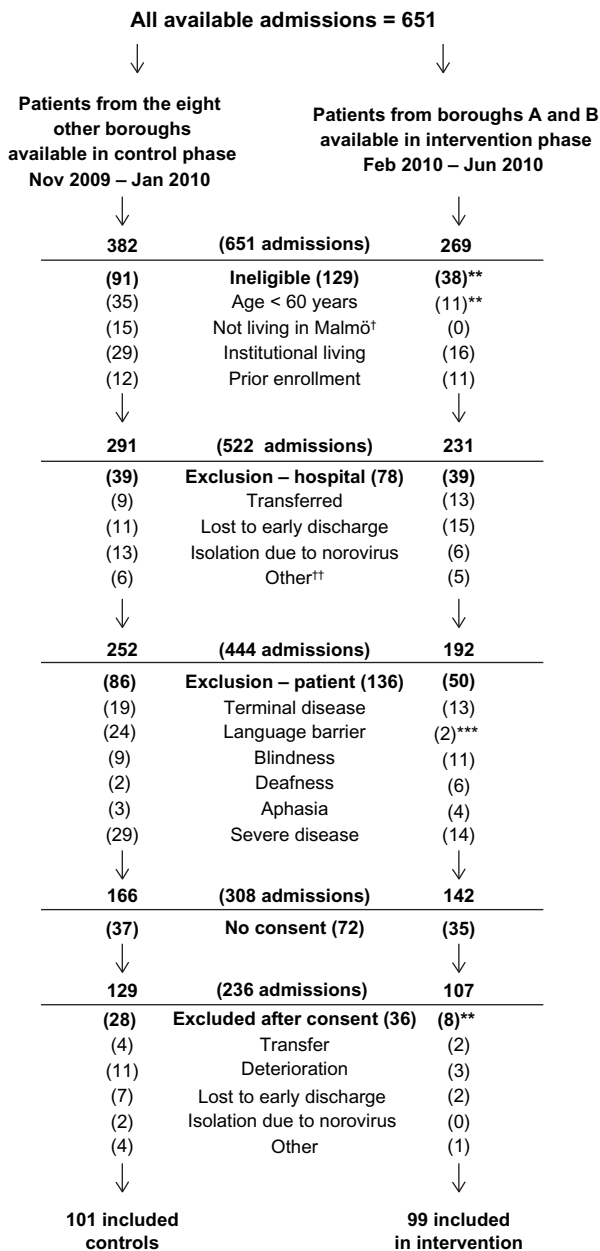 All available admissions = 651
Patients from the eight
other boroughs
available in control phase
Nov 2009 – Jan 2010
Patients from boroughs A and B
available in intervention phase
Feb 2010 – Jun 2010
382 (651 admissions) 269
(91) Ineligible (129) (38)**
(35) Age < 60 years (11)**
(15) Not living in Malmö† (0)
(29) Institutional living (16)
(12) Prior enrollment (11)
291 (522 admissions) 231
(39) Exclusion – hospital (78) (39)
(9) Transferred (13)
(11) Lost to early discharge (15)
(13) Isolation due to norovirus (6)
(6) Other†† (5)
252 (444 admissions) 192
(86) Exclusion – patient (136) (50)
(19) Terminal disease (13)
(24) Language barrier (2)***
(9) Blindness (11)
(2) Deafness (6)
(3) Aphasia (4)
(29) Severe disease (14)
166 (308 admissions) 142
(37) No consent (72) (35)
129 (236 admissions) 107
(28) Excluded after consent (36) (8)**
(4) Transfer (2)
(11) Deterioration (3)
(7) Lost to early discharge (2)
(2) Isolation due to norovirus (0)
(4) Other (1)
101 included
controls
99 included
in intervention